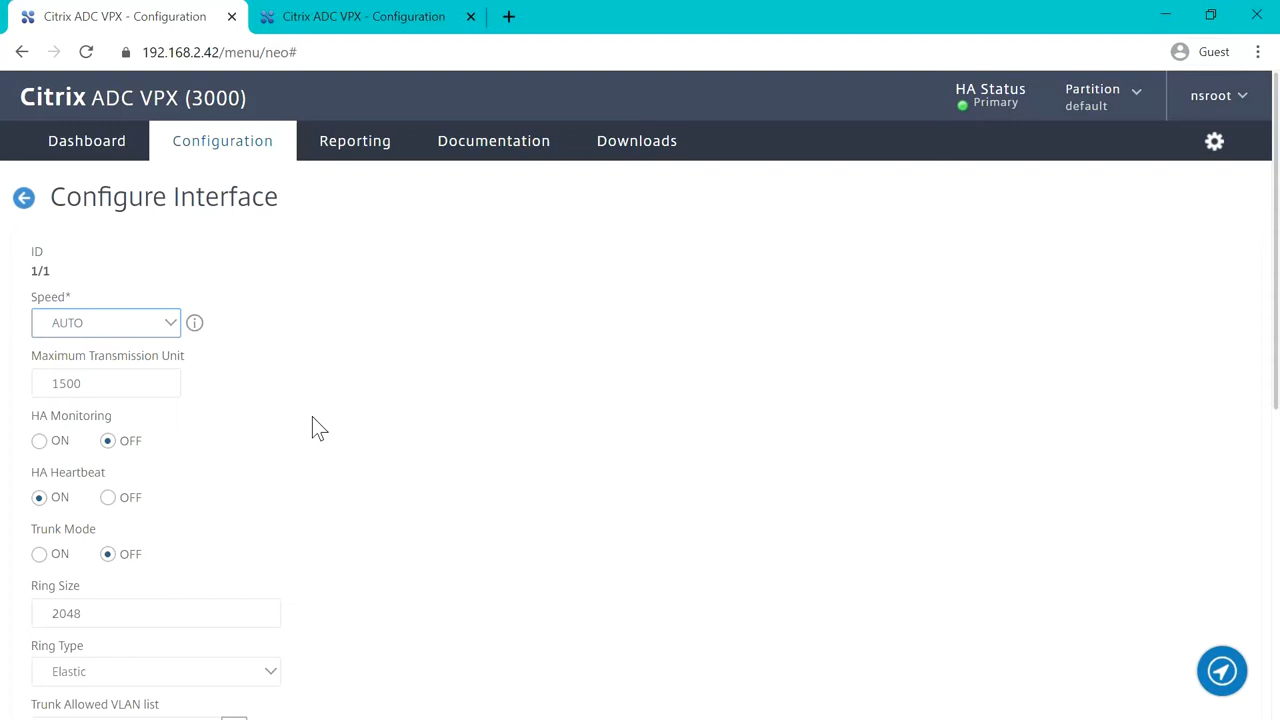 Citrix ADC VPX - Configuration
Citrix ADC VPX - Configuration
192.168.2.42/menu/neo#
Guest
Citrix ADC VPX (3000)
HA Status
Primary
Partition
default
nsroot
Dashboard
Configuration
Reporting
Documentation
Downloads
Configure Interface
ID
1/1
Speed*
AUTO
Maximum Transmission Unit
1500
HA Monitoring
ON OFF
HA Heartbeat
ON OFF
Trunk Mode
ON OFF
Ring Size
2048
Ring Type
Elastic
Trunk Allowed VLAN list